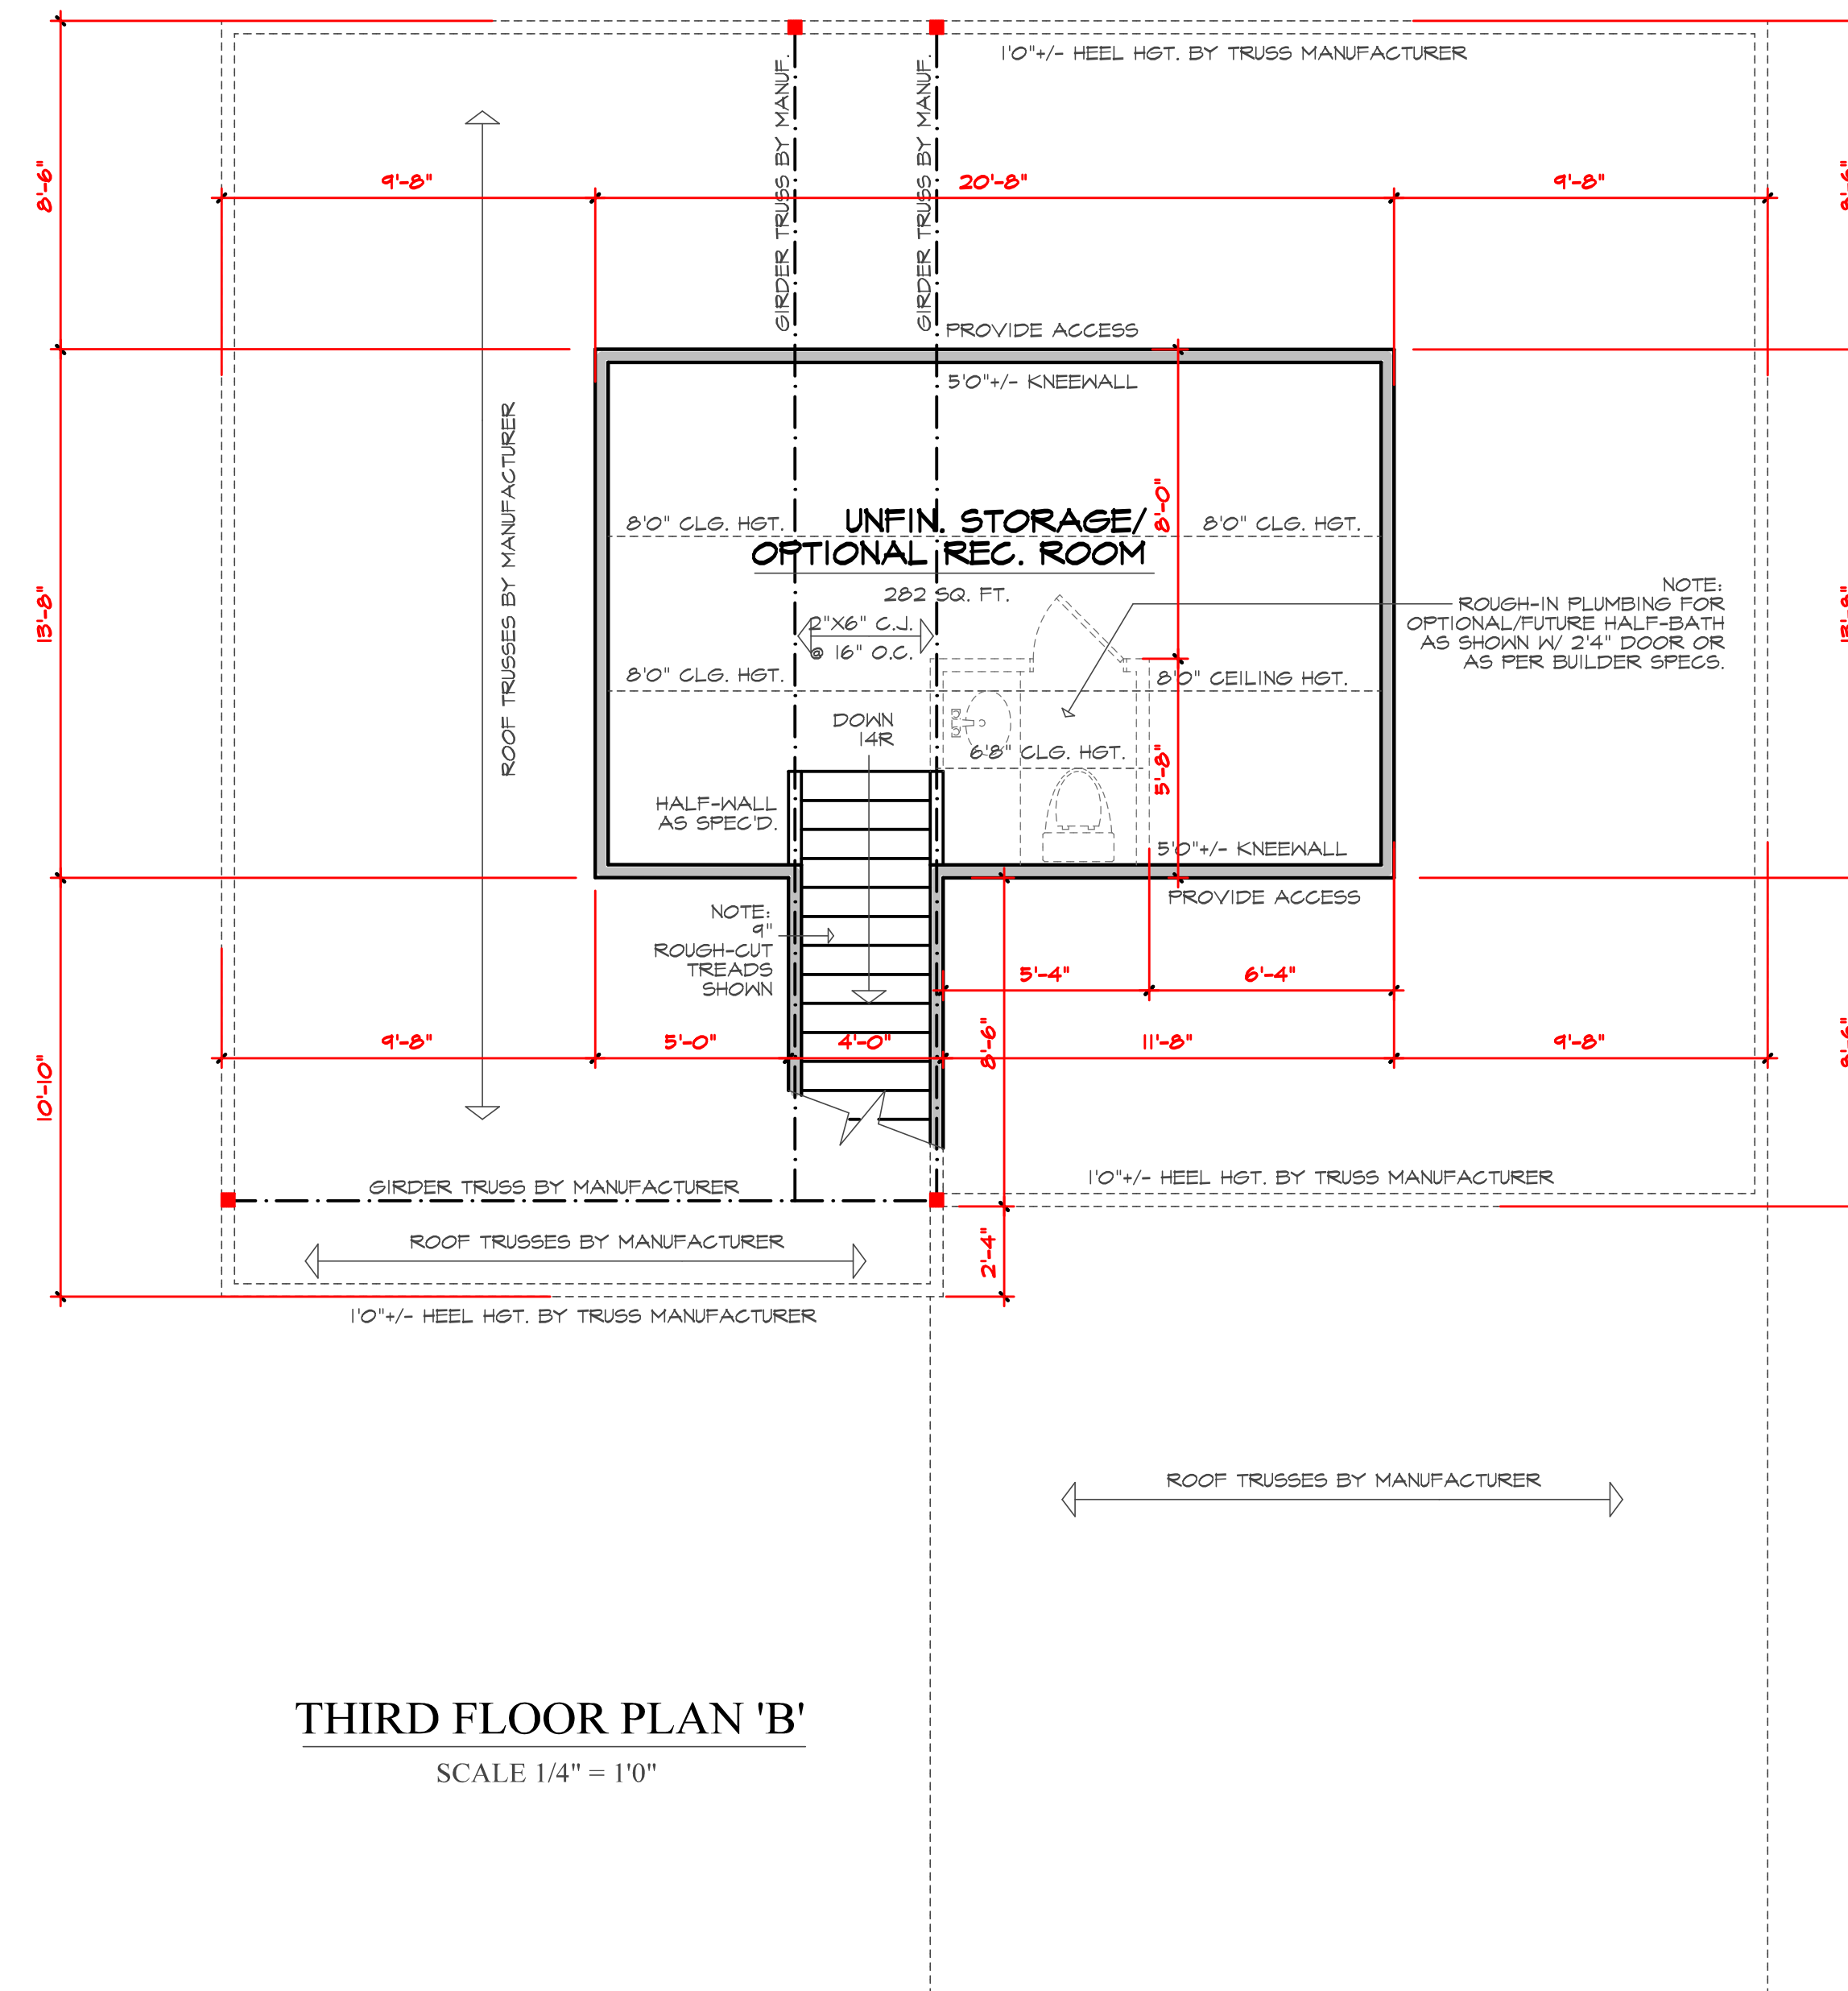 1'0"+/- HEEL HGT. BY TRUSS MANUFACTURER
GIRDER TRUSS BY MANUF.
GIRDER TRUSS BY MANUF.
8'-6"
9'-8"
20'-8"
9'-8"
PROVIDE ACCESS
5'0"+/- KNEEWALL
ROOF TRUSSES BY MANUFACTURER
8'-0"
8'0" CLG. HGT.
UNFIN. STORAGE/
8'0" CLG. HGT.
OPTIONAL REC. ROOM
282 SQ. FT.
13'-8"
2"X6" C.J.
@ 16" O.C.
NOTE:
ROUGH-IN PLUMBING FOR
OPTIONAL/FUTURE HALF-BATH
AS SHOWN W/ 2'4" DOOR OR
AS PER BUILDER SPECS.
8'0" CLG. HGT.
8'0" CEILING HGT.
DOWN
14R
6'8" CLG. HGT.
5'-8"
HALF-WALL
AS SPEC'D.
5'0"+/- KNEEWALL
PROVIDE ACCESS
NOTE:
9"
ROUGH-CUT
TREADS
SHOWN
5'-4"
6'-4"
10'-10"
9'-8"
5'-0"
4'-0"
8'-6"
11'-8"
9'-8"
GIRDER TRUSS BY MANUFACTURER
1'0"+/- HEEL HGT. BY TRUSS MANUFACTURER
ROOF TRUSSES BY MANUFACTURER
2'-4"
1'0"+/- HEEL HGT. BY TRUSS MANUFACTURER
ROOF TRUSSES BY MANUFACTURER
THIRD FLOOR PLAN 'B'
SCALE 1/4" = 1'0"